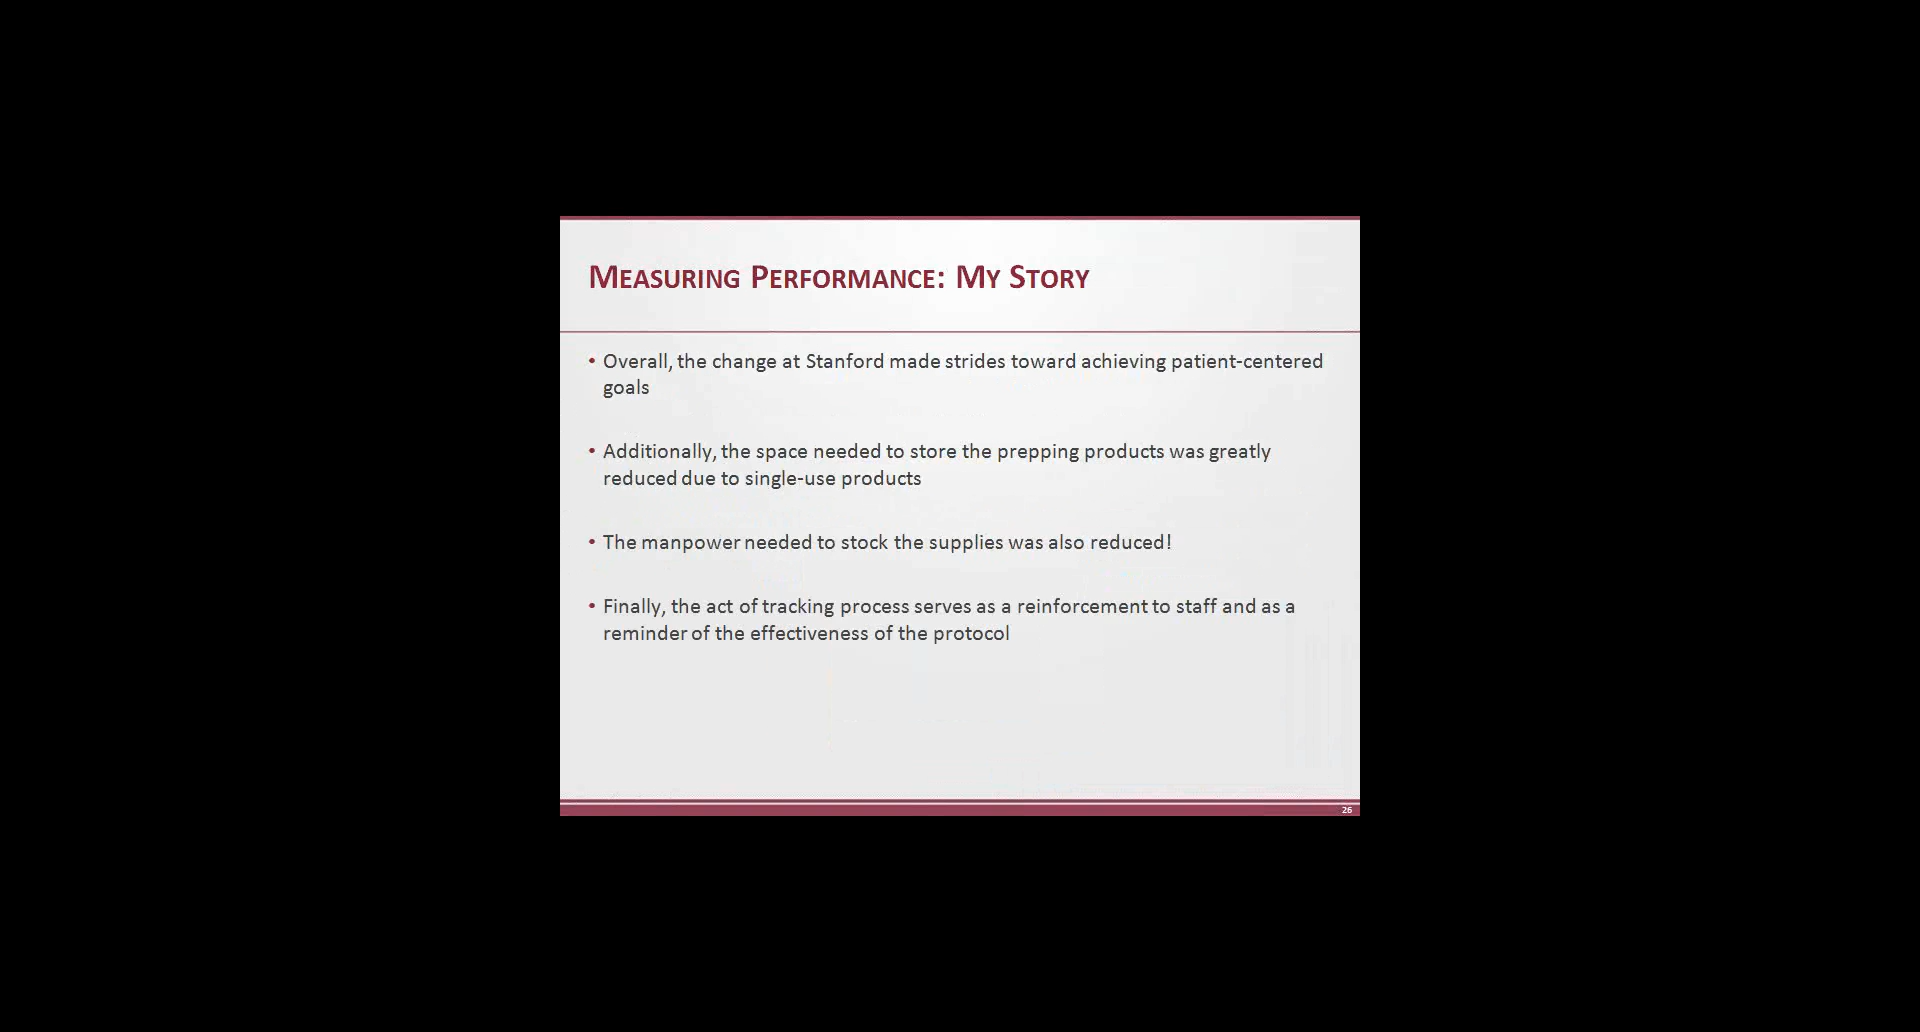 MEASURING PERFORMANCE: MY STORY
• Overall, the change at Stanford made strides toward achieving patient-centered
goals
• Additionally, the space needed to store the prepping products was greatly
reduced due to single-use products
• The manpower needed to stock the supplies was also reduced!
• Finally, the act of tracking process serves as a reinforcement to staff and as a
reminder of the effectiveness of the protocol
26